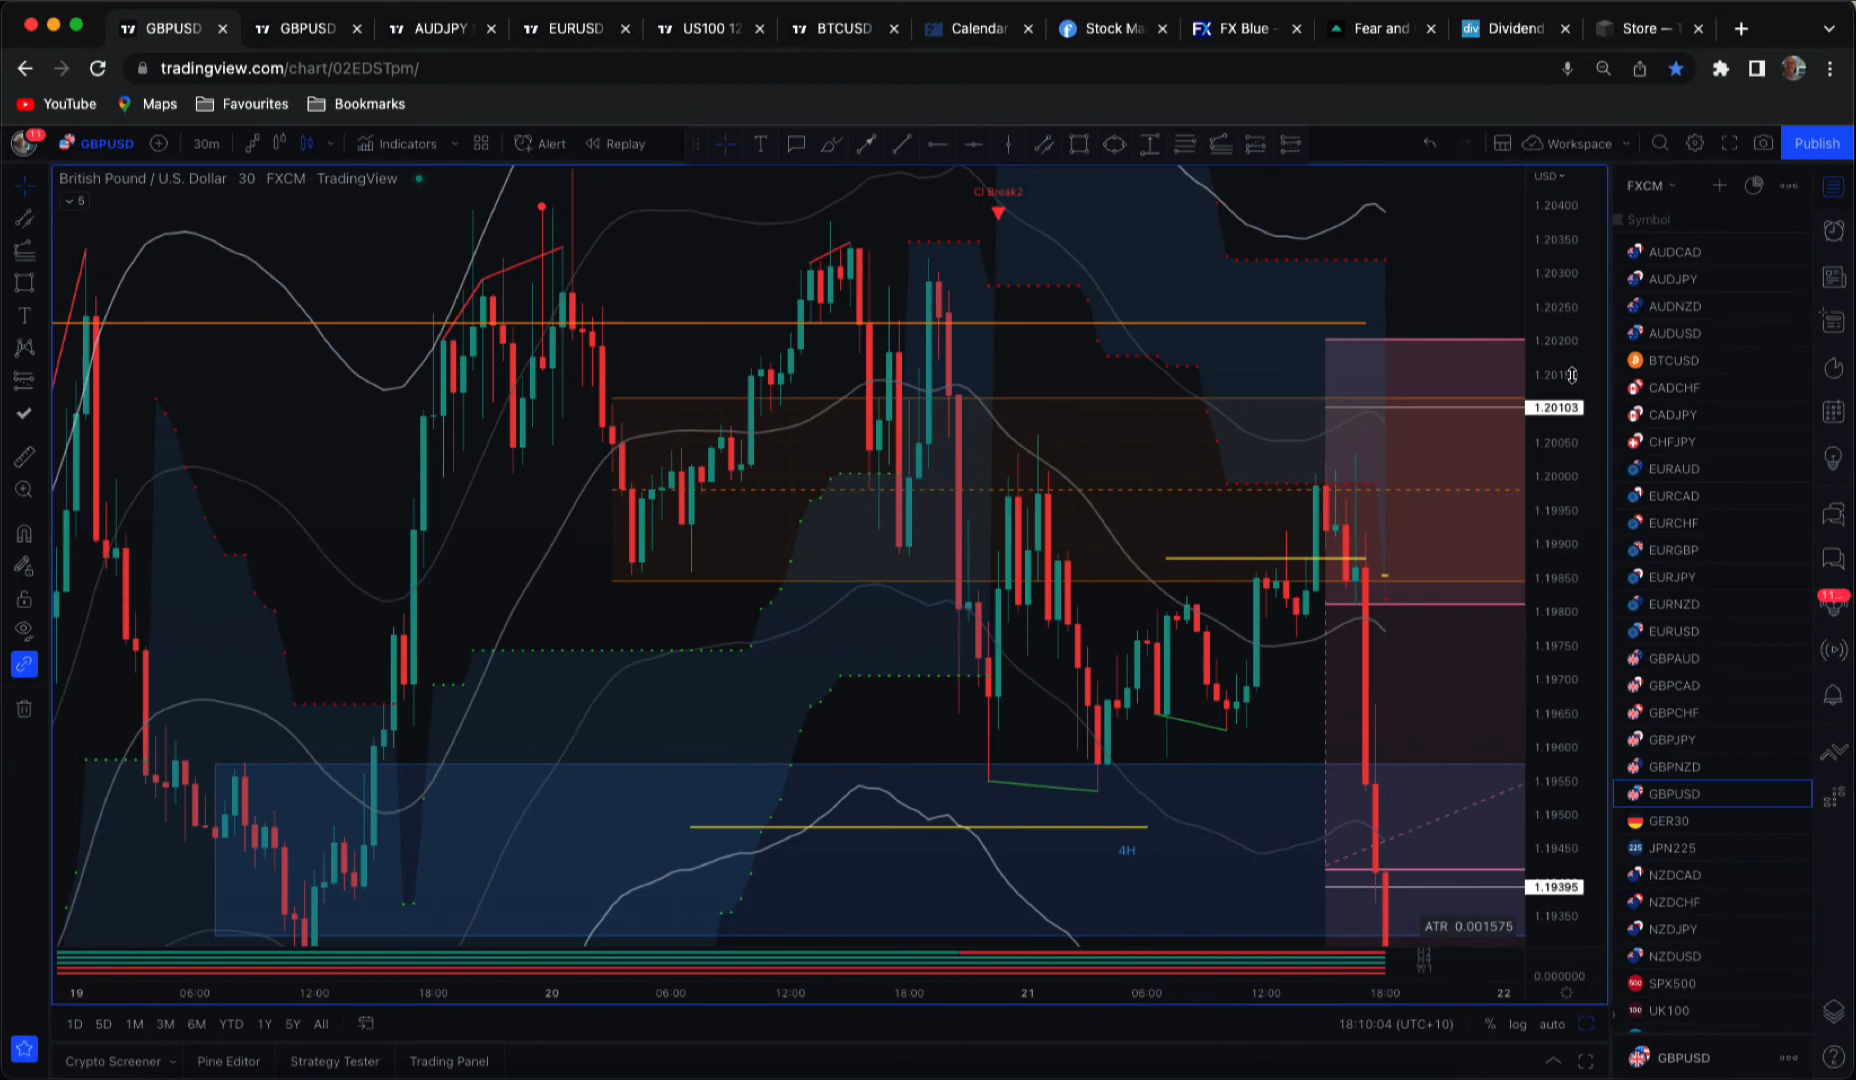 GBPUSD
GBPUSD
AUDJPY
EURUSD
US100 12
BTCUSD
Calendar
Stock Ma
FX Blue -
Fear and
Dividend
Store —
tradingview.com/chart/02EDSTpm/
YouTube
Maps
Favourites
Bookmarks
11
GBPUSD
30m
Indicators
Alert
Replay
Workspace
Publish
British Pound / U.S. Dollar 30 FXCM TradingView
5
CI Break2
4H
ATR 0.001575
USD
1.20400
1.20350
1.20300
1.20250
1.20200
1.20103
1.20050
1.20000
1.19950
1.19900
1.19850
1.19800
1.19750
1.19700
1.19650
1.19600
1.19550
1.19500
1.19450
1.19395
1.19350
0.000000
19
06:00
12:00
18:00
20
06:00
12:00
18:00
21
06:00
12:00
18:00
22
1D
5D
1M
3M
6M
YTD
1Y
5Y
All
18:10:04 (UTC+10)
%
log
auto
Crypto Screener
Pine Editor
Strategy Tester
Trading Panel
FXCM
Symbol
AUDCAD
AUDJPY
AUDNZD
AUDUSD
BTCUSD
CADCHF
CADJPY
CHFJPY
EURAUD
EURCAD
EURCHF
EURGBP
EURJPY
EURNZD
EURUSD
GBPAUD
GBPCAD
GBPCHF
GBPJPY
GBPNZD
GBPUSD
GER30
JPN225
NZDCAD
NZDCHF
NZDJPY
NZDUSD
SPX500
UK100
GBPUSD